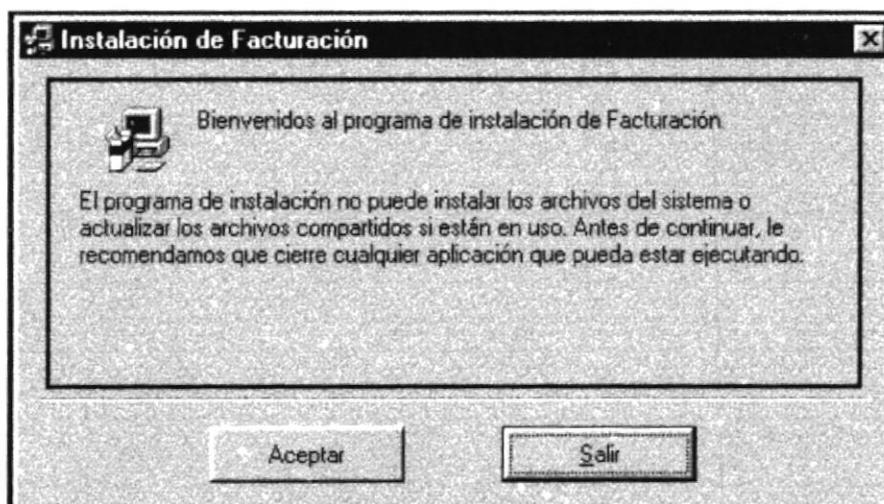 Instalación de Facturación
Bienvenidos al programa de instalación de Facturación.
El programa de instalación no puede instalar los archivos del sistema o
actualizar los archivos compartidos si están en uso. Antes de continuar, le
recomendamos que cierre cualquier aplicación que pueda estar ejecutando.
Aceptar
Salir